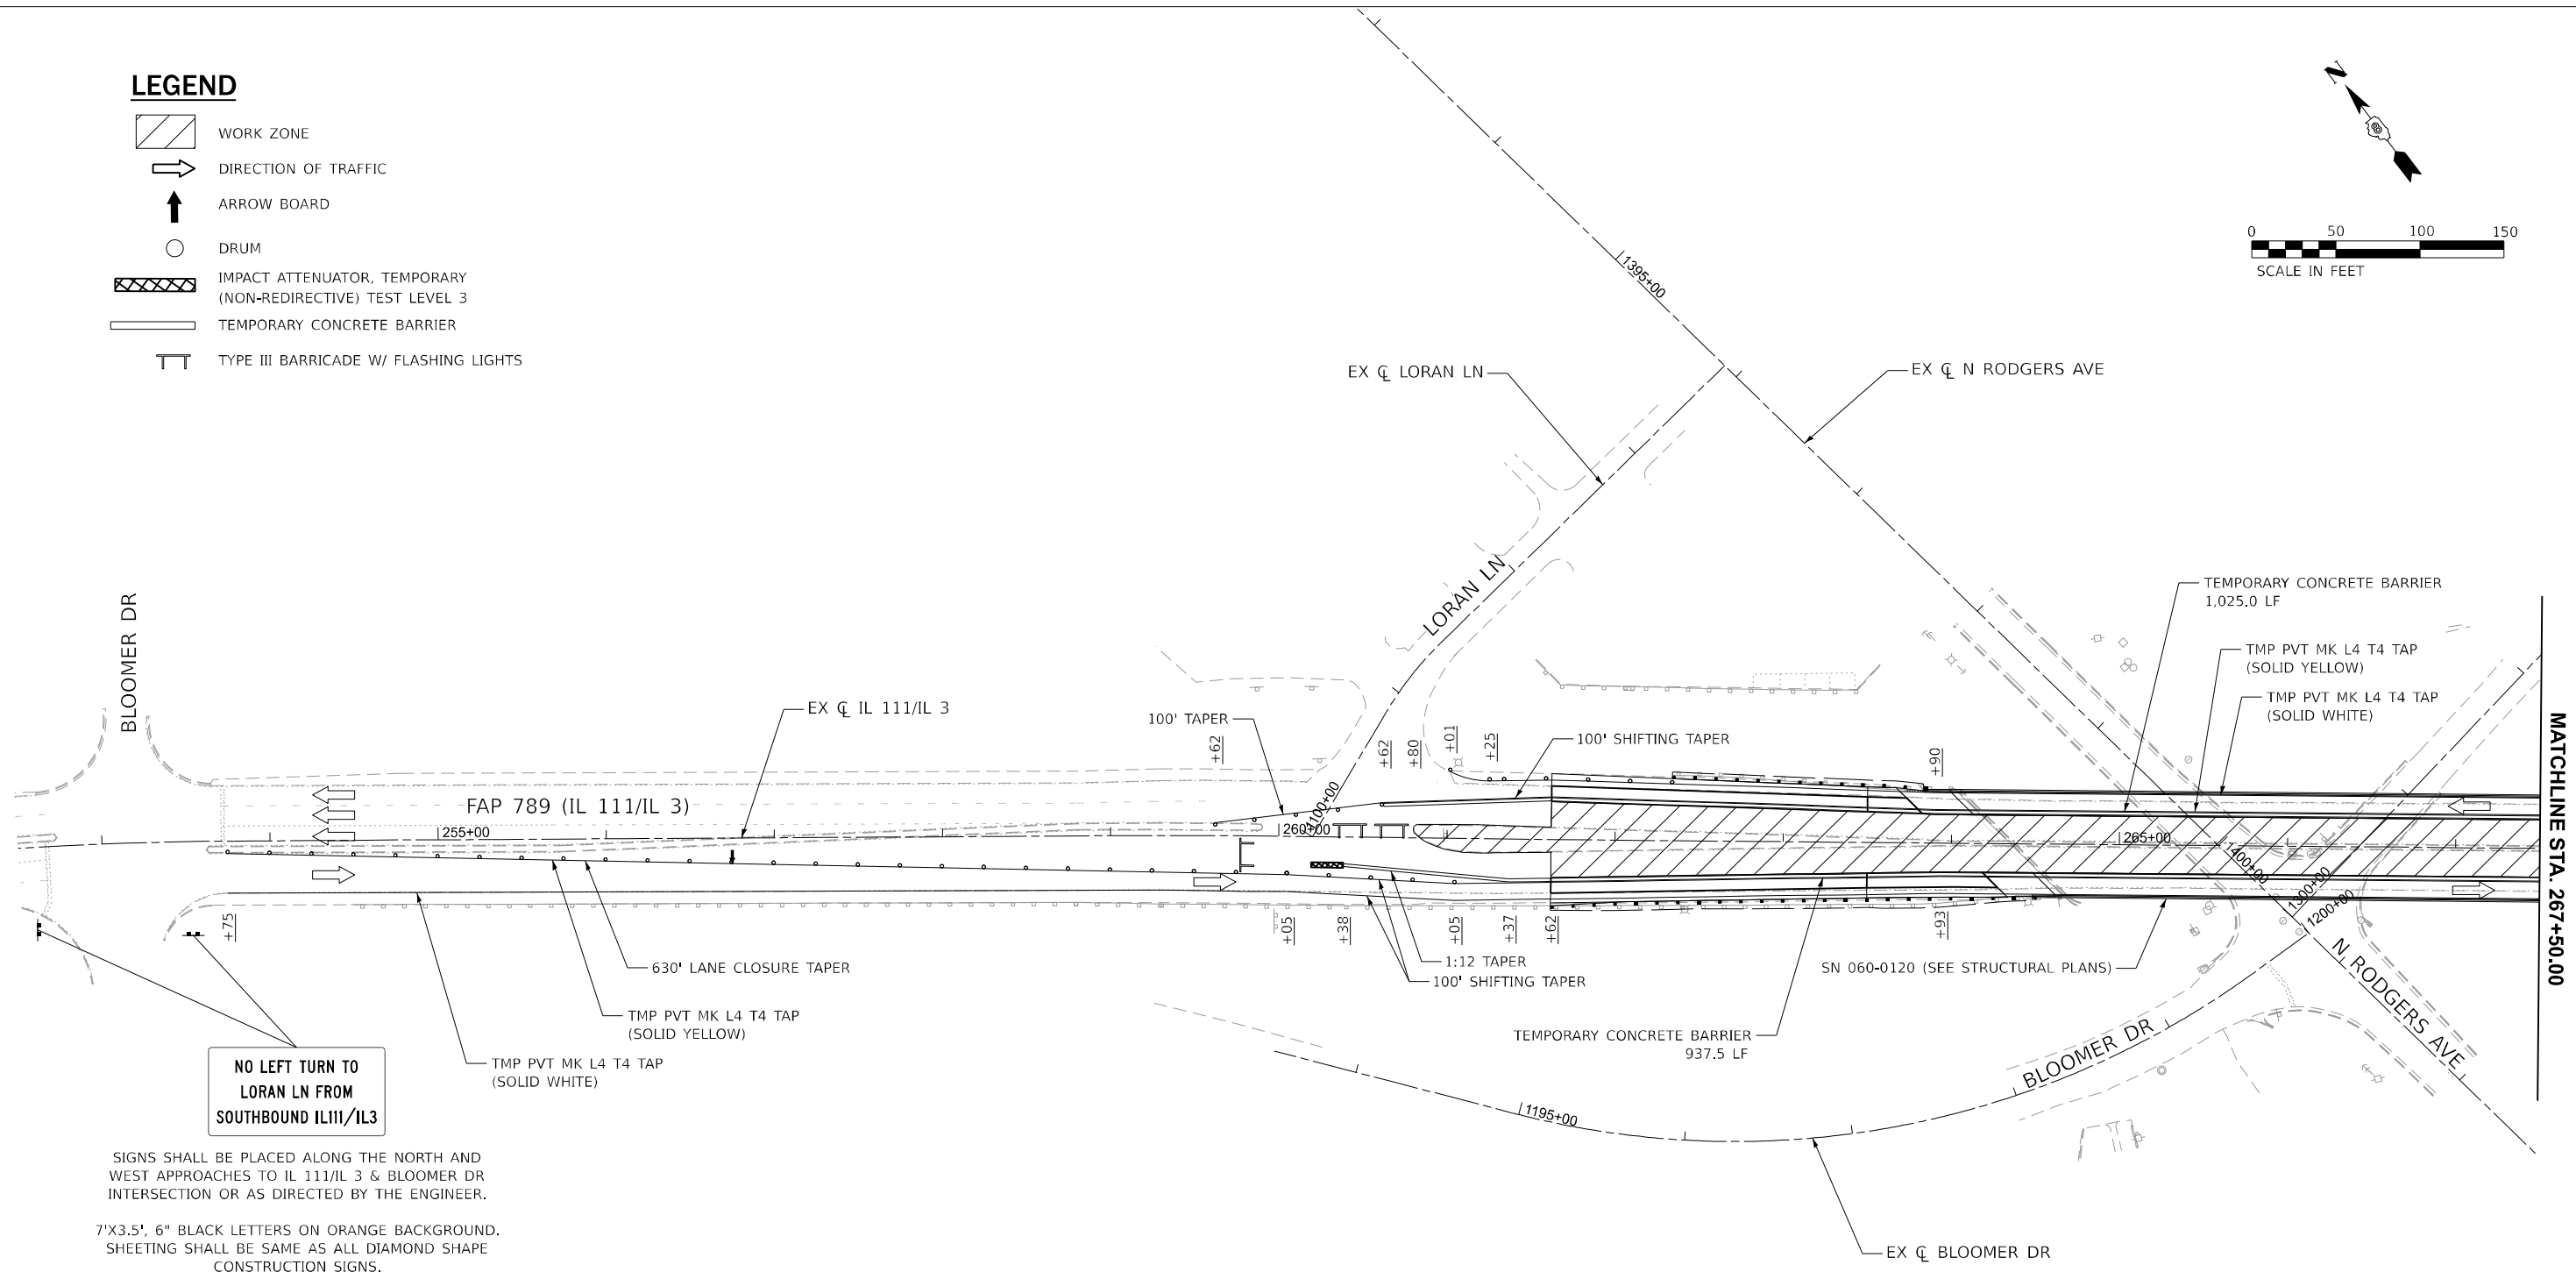 LEGEND
WORK ZONE
DIRECTION OF TRAFFIC
ARROW BOARD
DRUM
IMPACT ATTENUATOR, TEMPORARY
(NON-REDIRECTIVE) TEST LEVEL 3
TEMPORARY CONCRETE BARRIER
TYPE III BARRICADE W/ FLASHING LIGHTS
N
0 50 100 150
SCALE IN FEET
1395+00
EX ℄ LORAN LN
EX ℄ N RODGERS AVE
LORAN LN
BLOOMER DR
TEMPORARY CONCRETE BARRIER
1,025.0 LF
TMP PVT MK L4 T4 TAP
(SOLID YELLOW)
TMP PVT MK L4 T4 TAP
(SOLID WHITE)
EX ℄ IL 111/IL 3
100' TAPER
100' SHIFTING TAPER
+62
+62
+80
+01
+25
+90
FAP 789 (IL 111/IL 3)
255+00
260+00
1100+00
265+00
1400+00
1300+00
1200+00
MATCHLINE STA. 267+50.00
+75
+05
+38
+05
+37
+62
+93
630' LANE CLOSURE TAPER
1:12 TAPER
100' SHIFTING TAPER
SN 060-0120 (SEE STRUCTURAL PLANS)
TMP PVT MK L4 T4 TAP
(SOLID YELLOW)
TMP PVT MK L4 T4 TAP
(SOLID WHITE)
TEMPORARY CONCRETE BARRIER
937.5 LF
N. RODGERS AVE
BLOOMER DR
1195+00
EX ℄ BLOOMER DR
NO LEFT TURN TO
LORAN LN FROM
SOUTHBOUND IL111/IL3
SIGNS SHALL BE PLACED ALONG THE NORTH AND
WEST APPROACHES TO IL 111/IL 3 & BLOOMER DR
INTERSECTION OR AS DIRECTED BY THE ENGINEER.
7'X3.5', 6" BLACK LETTERS ON ORANGE BACKGROUND.
SHEETING SHALL BE SAME AS ALL DIAMOND SHAPE
CONSTRUCTION SIGNS.